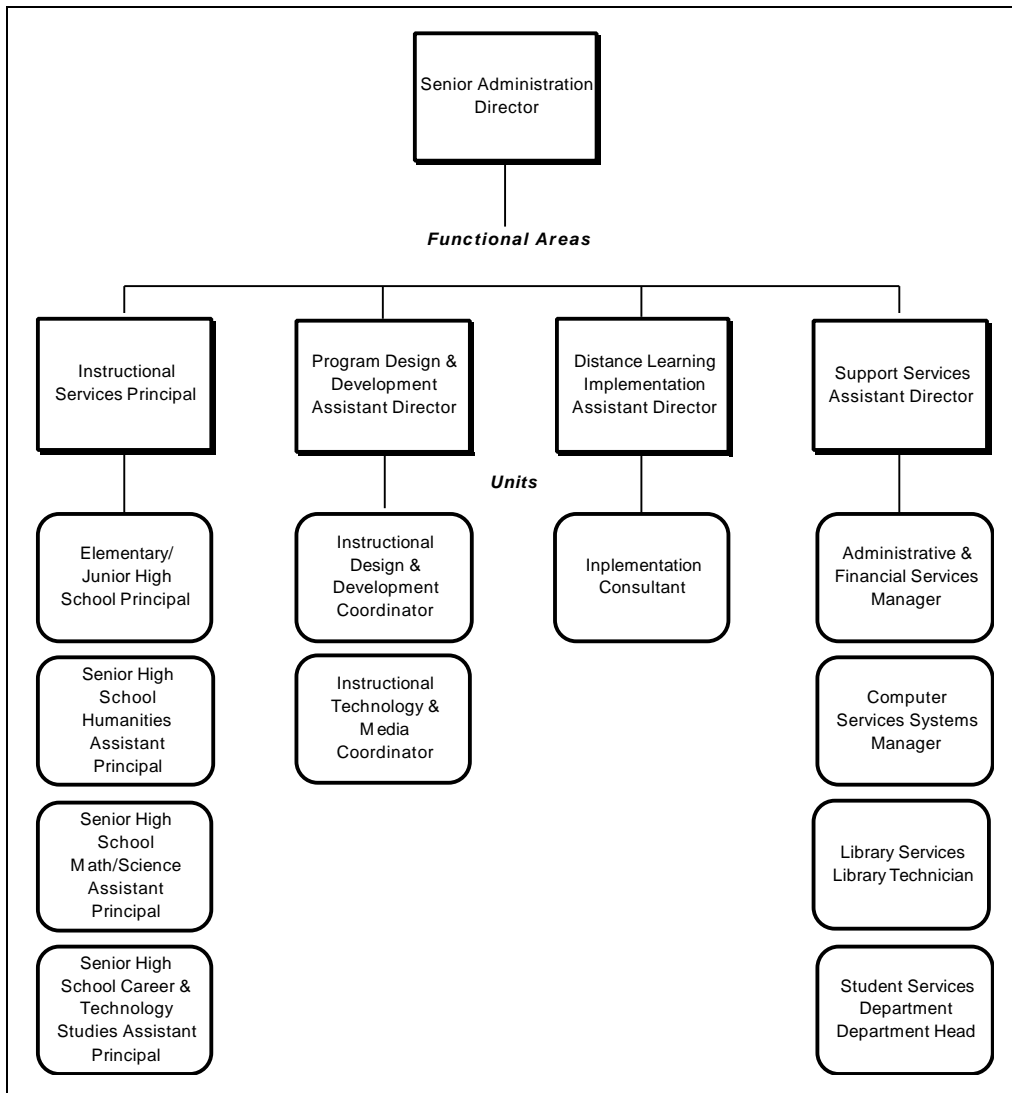 Senior Administration
Director
Functional Areas
Instructional
Services Principal
Program Design &
Development
Assistant Director
Distance Learning
Implementation
Assistant Director
Support Services
Assistant Director
Units
Elementary/
Junior High
School Principal
Instructional
Design &
Development
Coordinator
Inplementation
Consultant
Administrative &
Financial Services
Manager
Senior High
School
Humanities
Assistant
Principal
Instructional
Technology &
Media
Coordinator
Computer
Services Systems
Manager
Senior High
School
Math/Science
Assistant
Principal
Library Services
Library Technician
Senior High
School Career &
Technology
Studies Assistant
Principal
Student Services
Department
Department Head